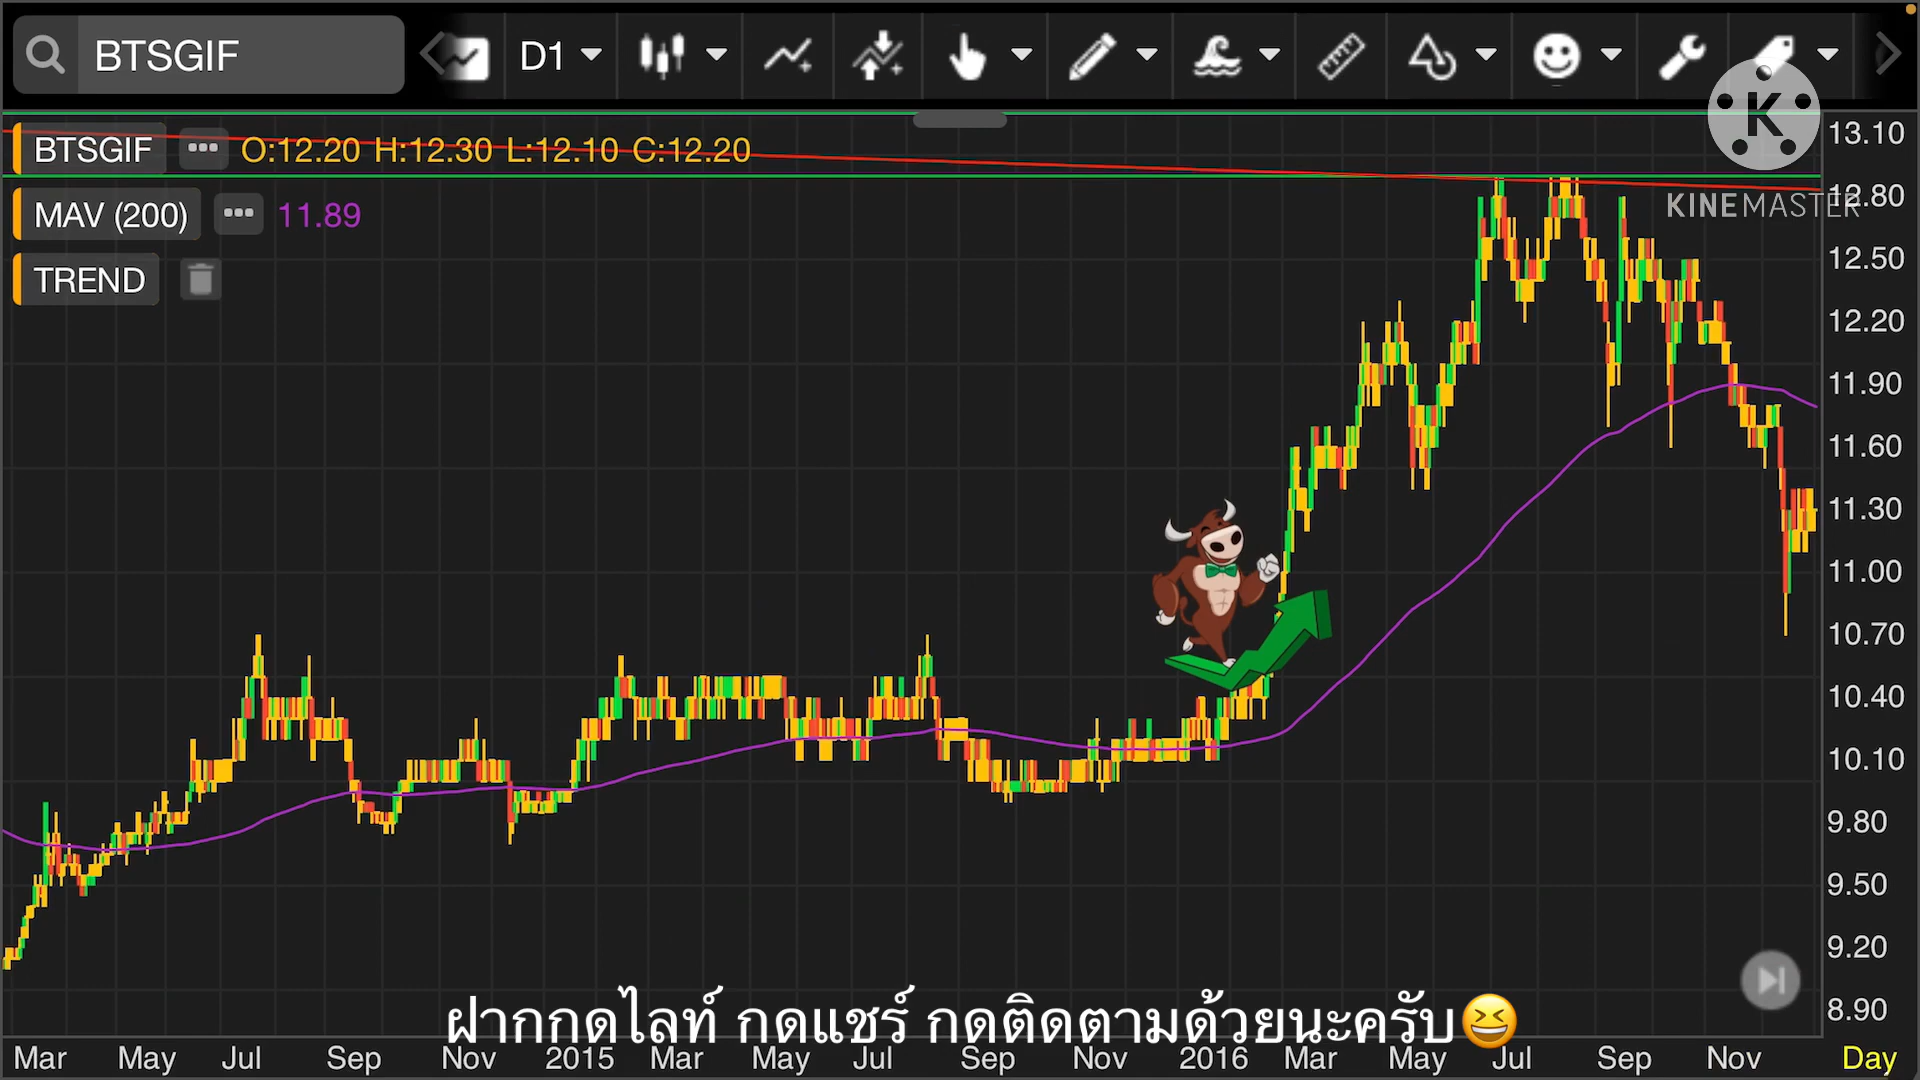 BTSGIF D1
BTSGIF O:12.20 H:12.30 L:12.10 C:12.20
MAV (200) 11.89
TREND
K
KINEMASTER
13.10
12.80
12.50
12.20
11.90
11.60
11.30
11.00
10.70
10.40
10.10
9.80
9.50
9.20
8.90
ฝากกดไลท์ กดแชร์ กดติดตามด้วยนะครับ😆
Mar May Jul Sep Nov 2015 Mar May Jul Sep Nov 2016 Mar May Jul Sep Nov Day